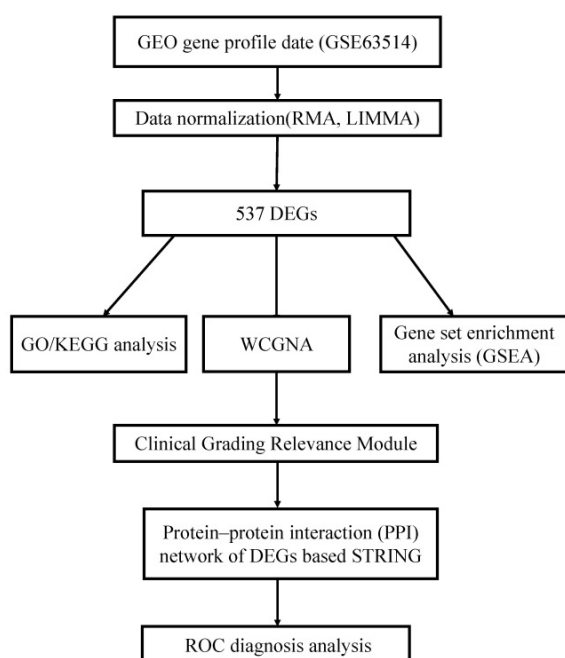 GEO gene profile date (GSE63514)
Data normalization(RMA, LIMMA)
537 DEGs
GO/KEGG analysis
WCGNA
Gene set enrichment
analysis (GSEA)
Clinical Grading Relevance Module
Protein–protein interaction (PPI)
network of DEGs based STRING
ROC diagnosis analysis